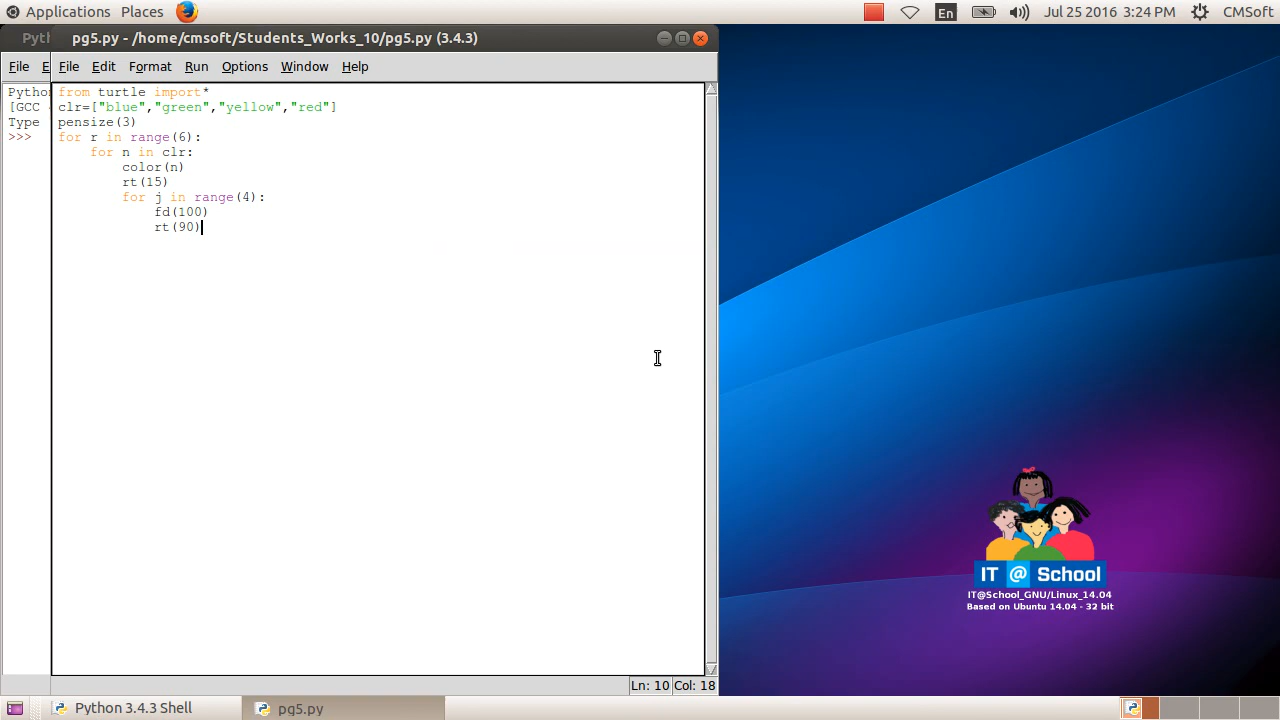 Applications Places En Jul 25 2016 3:24 PM CMSoft
pg5.py - /home/cmsoft/Students_Works_10/pg5.py (3.4.3)
File
File Edit Format Run Options Window Help
Python
[GCC
Type
>>>
from turtle import*
clr=["blue","green","yellow","red"]
pensize(3)
for r in range(6):
    for n in clr:
        color(n)
        rt(15)
        for j in range(4):
            fd(100)
            rt(90)
IT @ School
IT@School_GNU/Linux_14.04
Based on Ubuntu 14.04 - 32 bit
Ln: 10 Col: 18
Python 3.4.3 Shell pg5.py